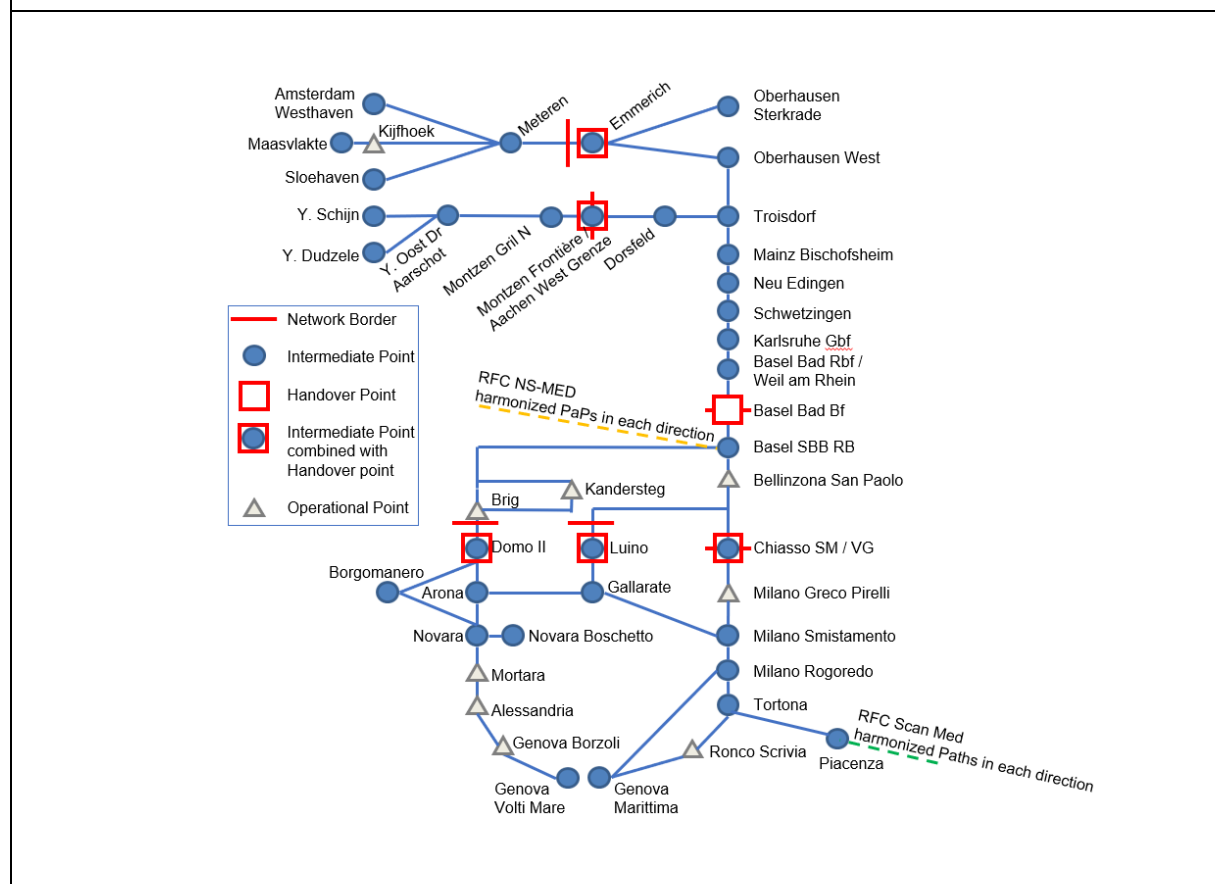 Amsterdam
Westhaven
Kijfhoek
Maasvlakte
Sloehaven
Meteren
Emmerich
Oberhausen
Sterkrade
Oberhausen West
Y. Schijn
Y. Dudzele
Y. Oost Dr
Aarschot
Montzen Gril N
Montzen Frontière /
Aachen West Grenze
Dorsfeld
Troisdorf
Mainz Bischofsheim
Neu Edingen
Schwetzingen
Karlsruhe Gbf
Basel Bad Rbf /
Weil am Rhein
Basel Bad Bf
Basel SBB RB
Bellinzona San Paolo
Network Border
Intermediate Point
Handover Point
Intermediate Point
combined with
Handover point
Operational Point
RFC NS-MED
harmonized PaPs in each direction
Kandersteg
Brig
Domo II
Luino
Chiasso SM / VG
Borgomanero
Arona
Gallarate
Milano Greco Pirelli
Novara
Novara Boschetto
Milano Smistamento
Mortara
Milano Rogoredo
Alessandria
Tortona
Genova Borzoli
Ronco Scrivia
RFC Scan Med
harmonized Paths in each direction
Piacenza
Genova
Volti Mare
Genova
Marittima